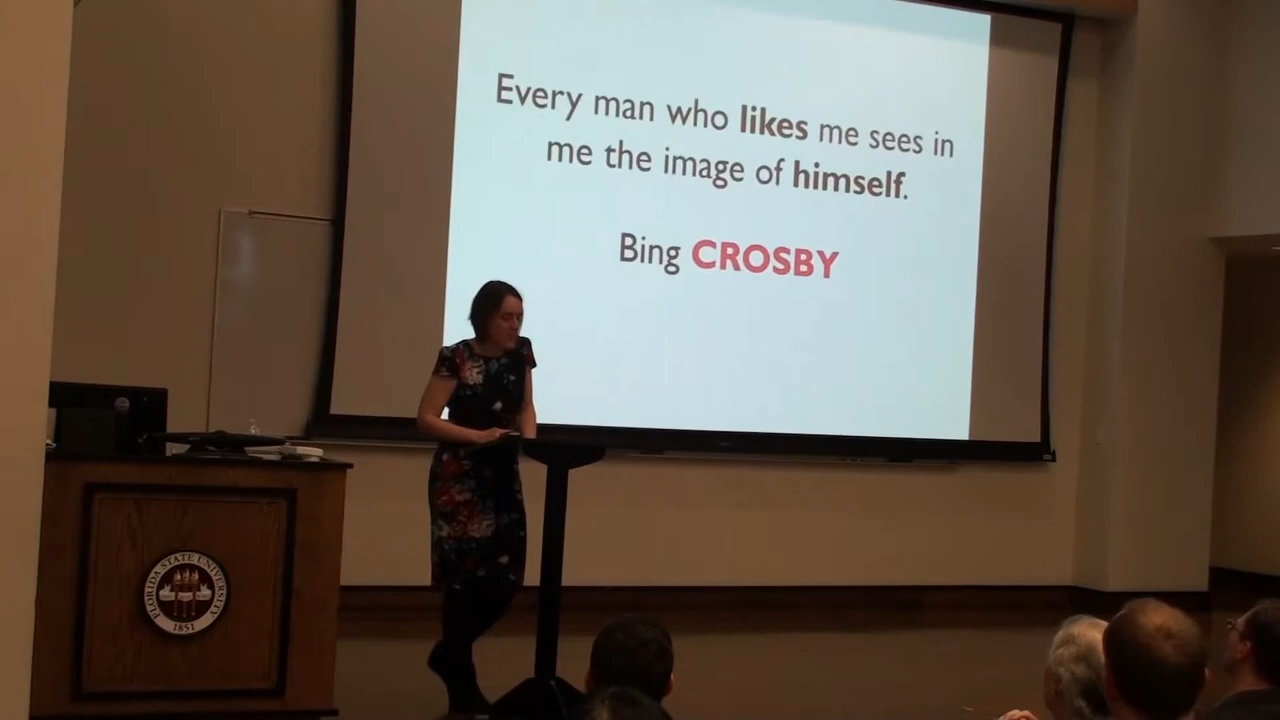 Every man who likes me sees in
me the image of himself.
Bing CROSBY
FLORIDA STATE UNIVERSITY
1851